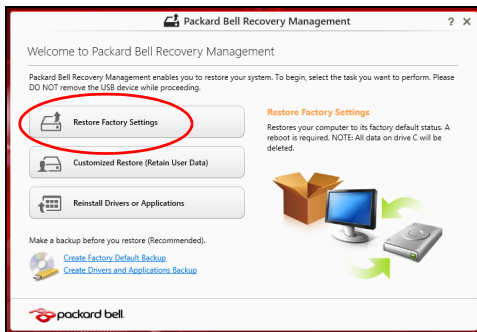 Packard Bell Recovery Management
? X
Welcome to Packard Bell Recovery Management
Packard Bell Recovery Management enables you to restore your system. To begin, select the task you want to perform. Please
DO NOT remove the USB device while proceeding.
Restore Factory Settings
Customized Restore (Retain User Data)
Reinstall Drivers or Applications
Restore Factory Settings
Restores your computer to its factory default status. A
reboot is required. NOTE: All data on drive C will be
deleted.
Make a backup before you restore (Recommended).
Create Factory Default Backup
Create Drivers and Applications Backup
packard bell